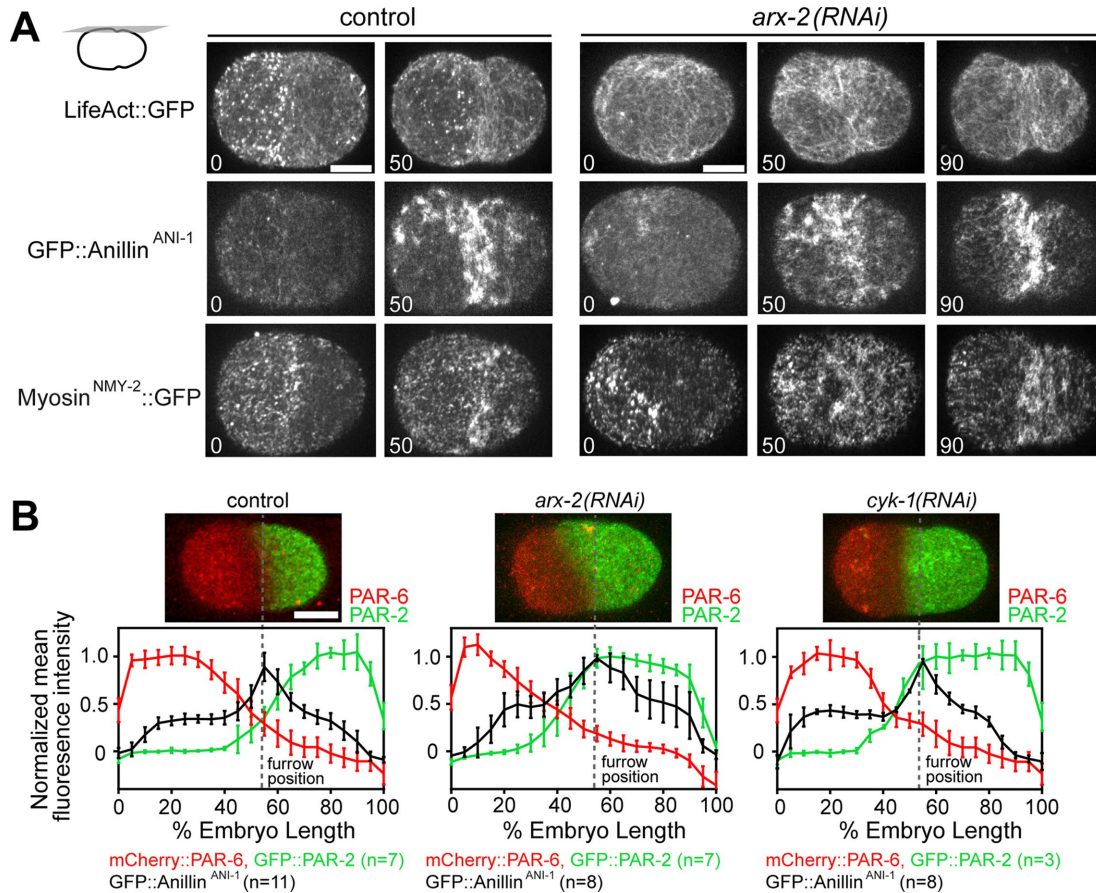 A
control
arx-2(RNAi)
LifeAct::GFP
0
50
0
50
90
GFP::Anillin ANI-1
0
50
0
50
90
Myosin NMY-2::GFP
0
50
0
50
90
B
control
arx-2(RNAi)
cyk-1(RNAi)
PAR-6
PAR-2
PAR-6
PAR-2
PAR-6
PAR-2
Normalized mean
fluorescence intensity
1.0
0
furrow
position
0 20 40 60 80 100
% Embryo Length
mCherry::PAR-6, GFP::PAR-2 (n=7)
GFP::Anillin ANI-1 (n=11)
1.0
0
furrow
position
0 20 40 60 80 100
% Embryo Length
mCherry::PAR-6, GFP::PAR-2 (n=7)
GFP::Anillin ANI-1 (n=8)
1.0
0
furrow
position
0 20 40 60 80 100
% Embryo Length
mCherry::PAR-6, GFP::PAR-2 (n=3)
GFP::Anillin ANI-1 (n=8)